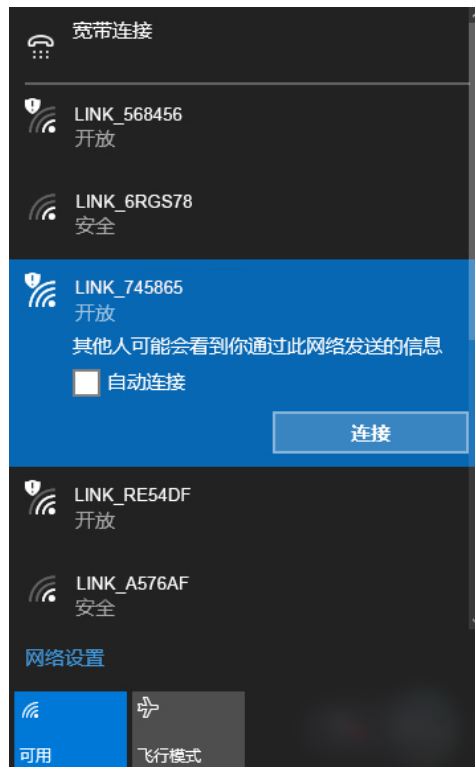 宽带连接
LINK_568456
开放
LINK_6RGS78
安全
LINK_745865
开放
其他人可能会看到你通过此网络发送的信息
自动连接
连接
LINK_RE54DF
开放
LINK_A576AF
安全
网络设置
可用
飞行模式